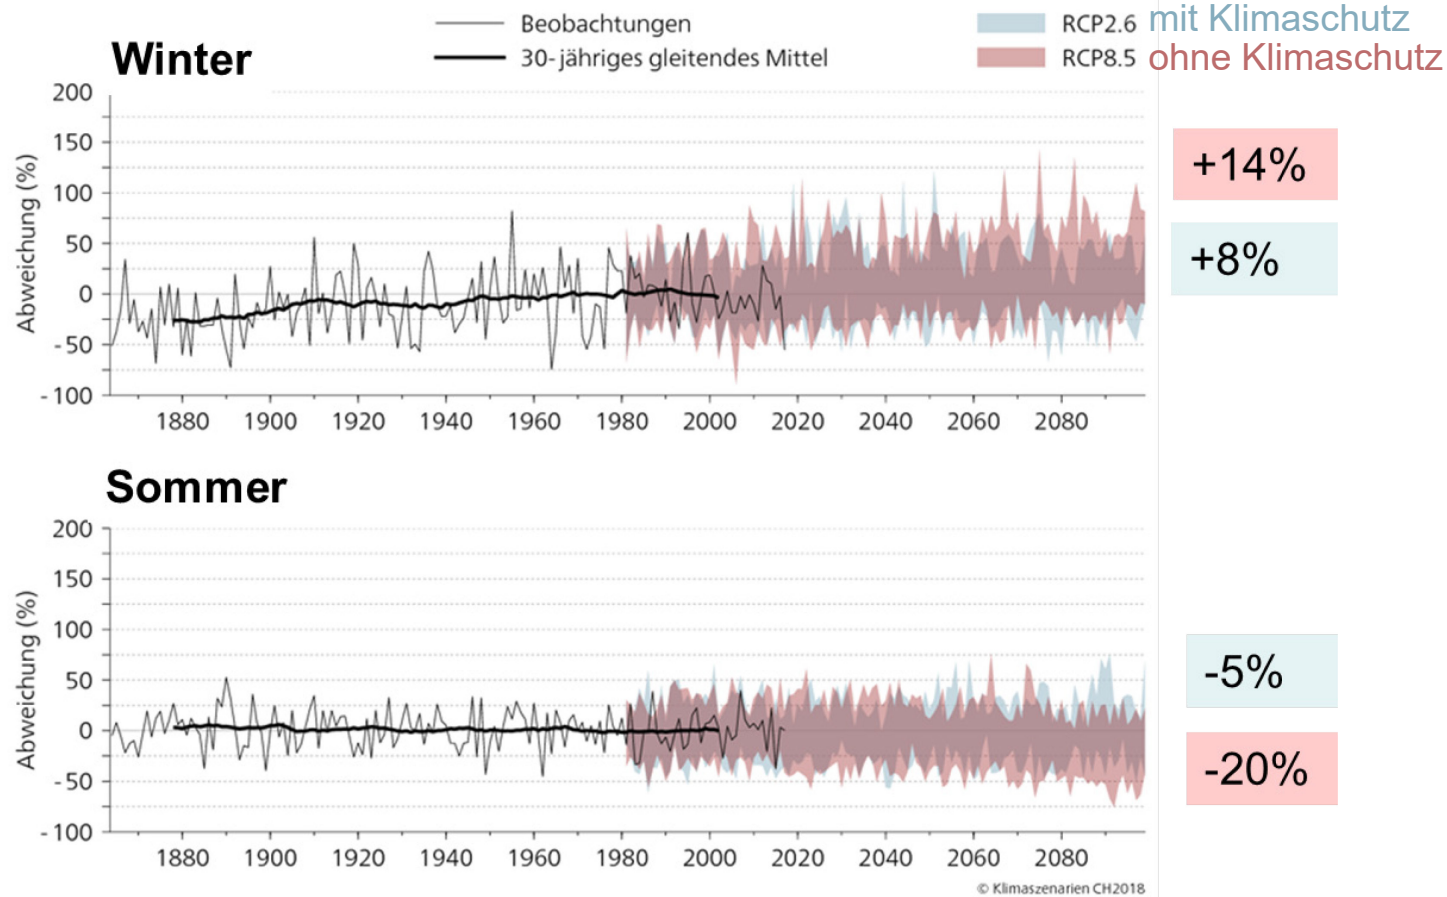 Beobachtungen
30-jähriges gleitendes Mittel
RCP2.6 mit Klimaschutz
RCP8.5 ohne Klimaschutz
Winter
Abweichung (%)
200
150
100
50
0
-50
-100
1880 1900 1920 1940 1960 1980 2000 2020 2040 2060 2080
+14%
+8%
Sommer
Abweichung (%)
200
150
100
50
0
-50
-100
1880 1900 1920 1940 1960 1980 2000 2020 2040 2060 2080
-5%
-20%
© Klimaszenarien CH2018